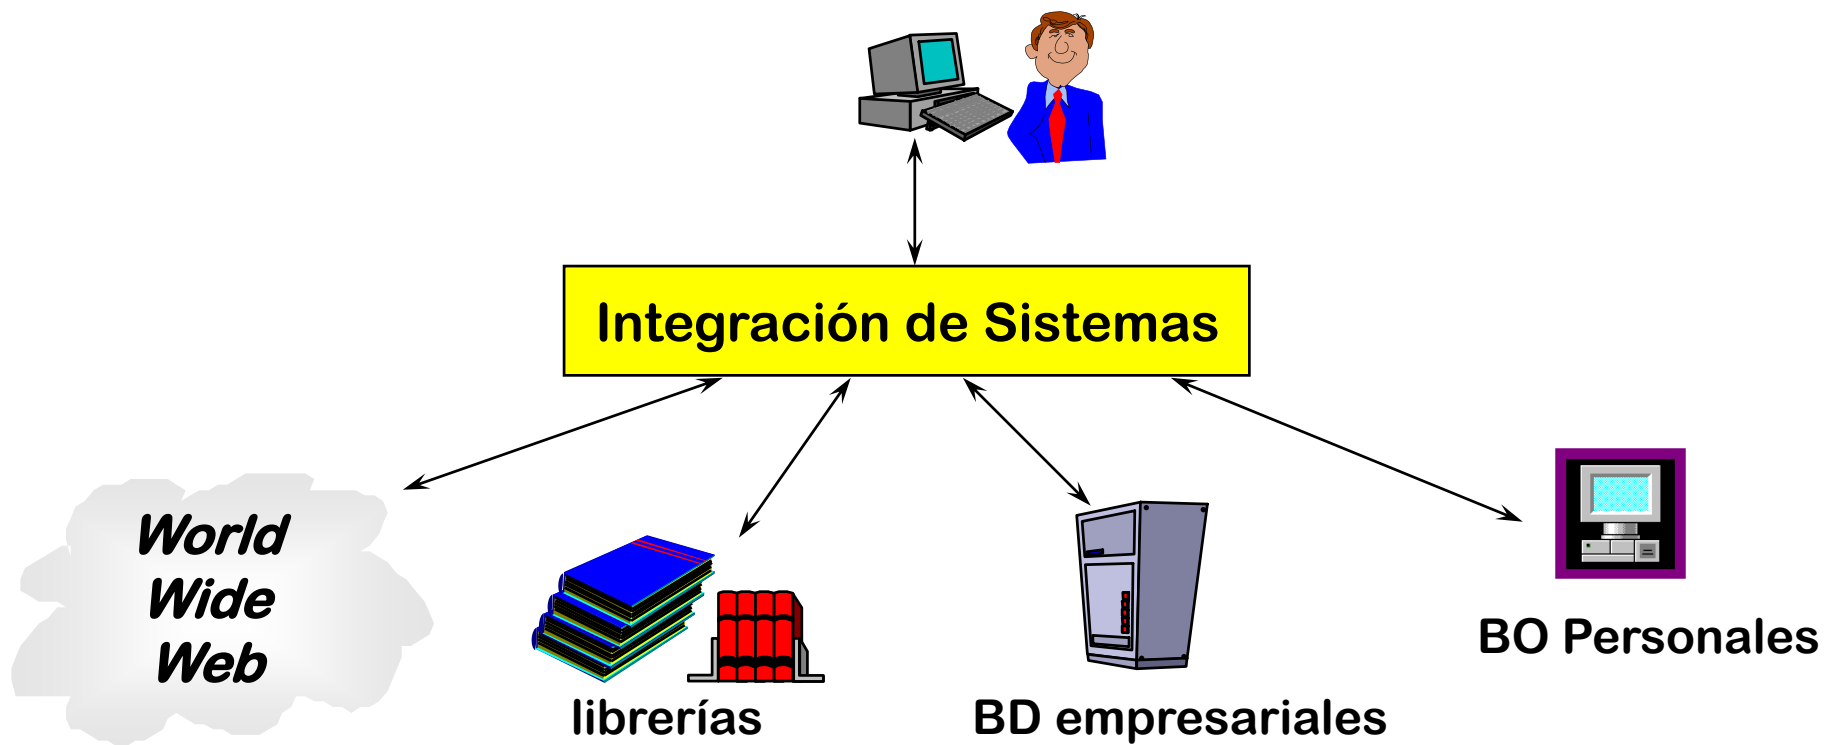 Integración de Sistemas
World
Wide
Web
librerías
BD empresariales
BO Personales